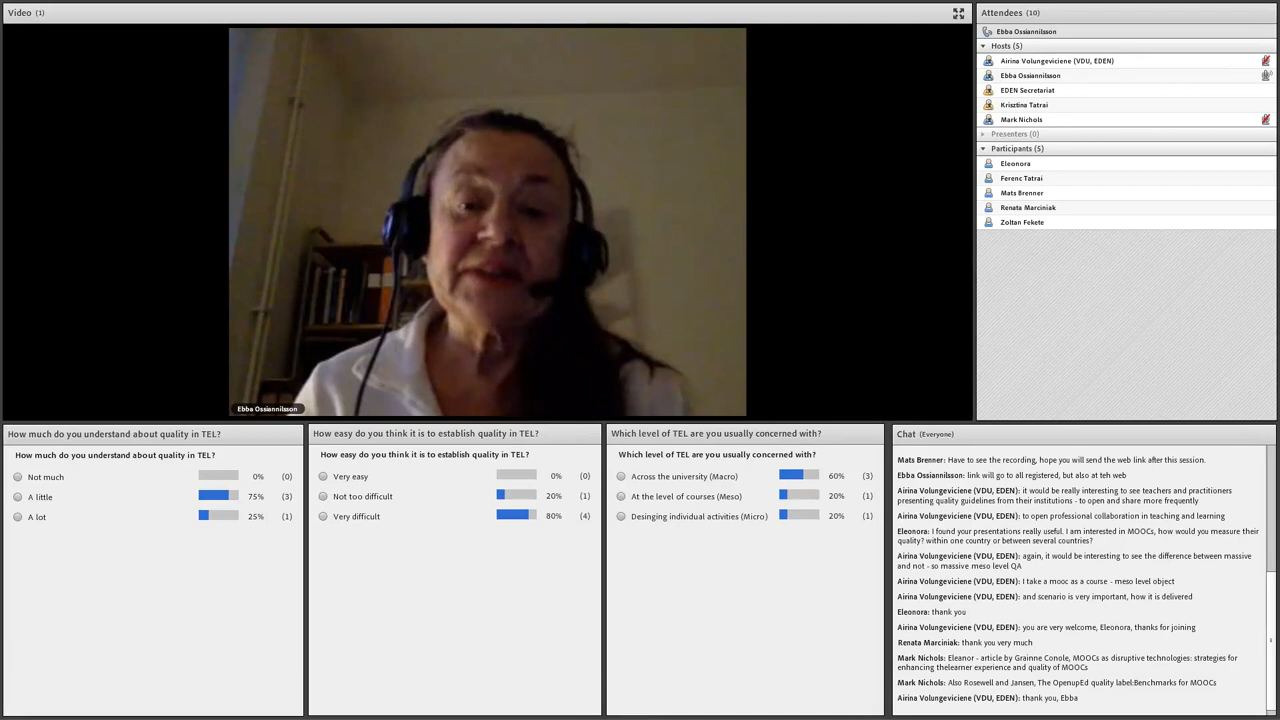 Video (1)
Ebba Ossiannilsson
Attendees (10)
Ebba Ossiannilsson
Hosts (5)
Airina Volungeviciene (VDU, EDEN)
Ebba Ossiannilsson
EDEN Secretariat
Krisztina Tatrai
Mark Nichols
Presenters (0)
Participants (5)
Eleonora
Ferenc Tatrai
Mats Brenner
Renata Marciniak
Zoltan Fekete
How much do you understand about quality in TEL?
How much do you understand about quality in TEL?
Not much 0% (0)
A little 75% (3)
A lot 25% (1)
How easy do you think it is to establish quality in TEL?
How easy do you think it is to establish quality in TEL?
Very easy 0% (0)
Not too difficult 20% (1)
Very difficult 80% (4)
Which level of TEL are you usually concerned with?
Which level of TEL are you usually concerned with?
Across the university (Macro) 60% (3)
At the level of courses (Meso) 20% (1)
Desinging individual activities (Micro) 20% (1)
Chat (Everyone)
Mats Brenner: Have to see the recording, hope you will send the web link after this session.
Ebba Ossiannilsson: link will go to all registered, but also at teh web
Airina Volungeviciene (VDU, EDEN): it would be really interesting to see teachers and practitioners
presenting quality guidelines from their institutions - to open and share more frequently
Airina Volungeviciene (VDU, EDEN): to open professional collaboration in teaching and learning
Eleonora: I found your presentations really useful. I am interested in MOOCs, how would you measure their
quality? within one country or between several countries?
Airina Volungeviciene (VDU, EDEN): again, it would be interesting to see the difference between massive
and not - so massive meso level QA
Airina Volungeviciene (VDU, EDEN): I take a mooc as a course - meso level object
Airina Volungeviciene (VDU, EDEN): and scenario is very important, how it is delivered
Eleonora: thank you
Airina Volungeviciene (VDU, EDEN): you are very welcome, Eleonora, thanks for joining
Renata Marciniak: thank you very much
Mark Nichols: Eleanor - article by Grainne Conole, MOOCs as disruptive technologies: strategies for
enhancing thelearner experience and quality of MOOCs
Mark Nichols: Also Rosewell and Jansen, The OpenupEd quality label:Benchmarks for MOOCs
Airina Volungeviciene (VDU, EDEN): thank you, Ebba